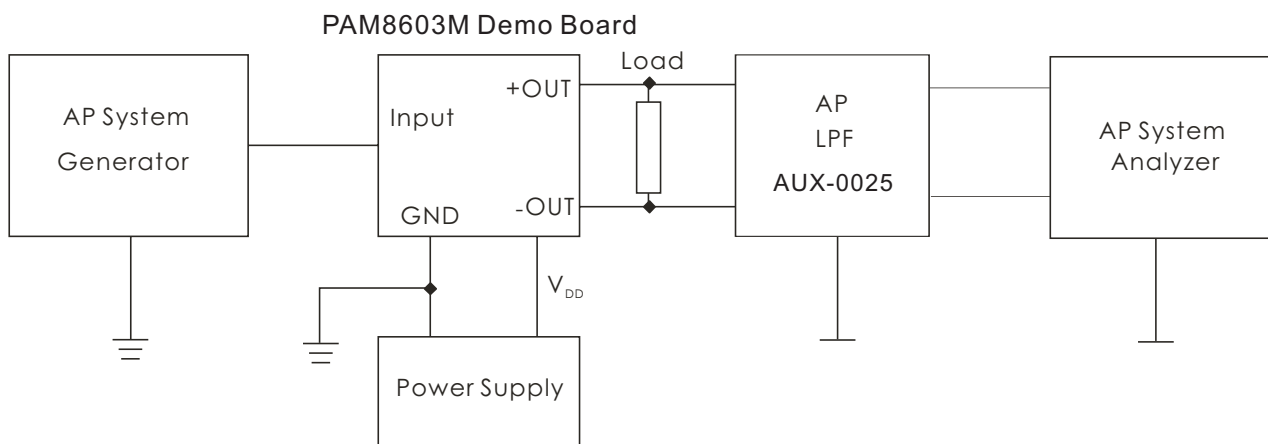 PAM8603M Demo Board
AP System
Generator
Input
+OUT
-OUT
GND
Load
AP
LPF
AUX-0025
AP System
Analyzer
VDD
Power Supply